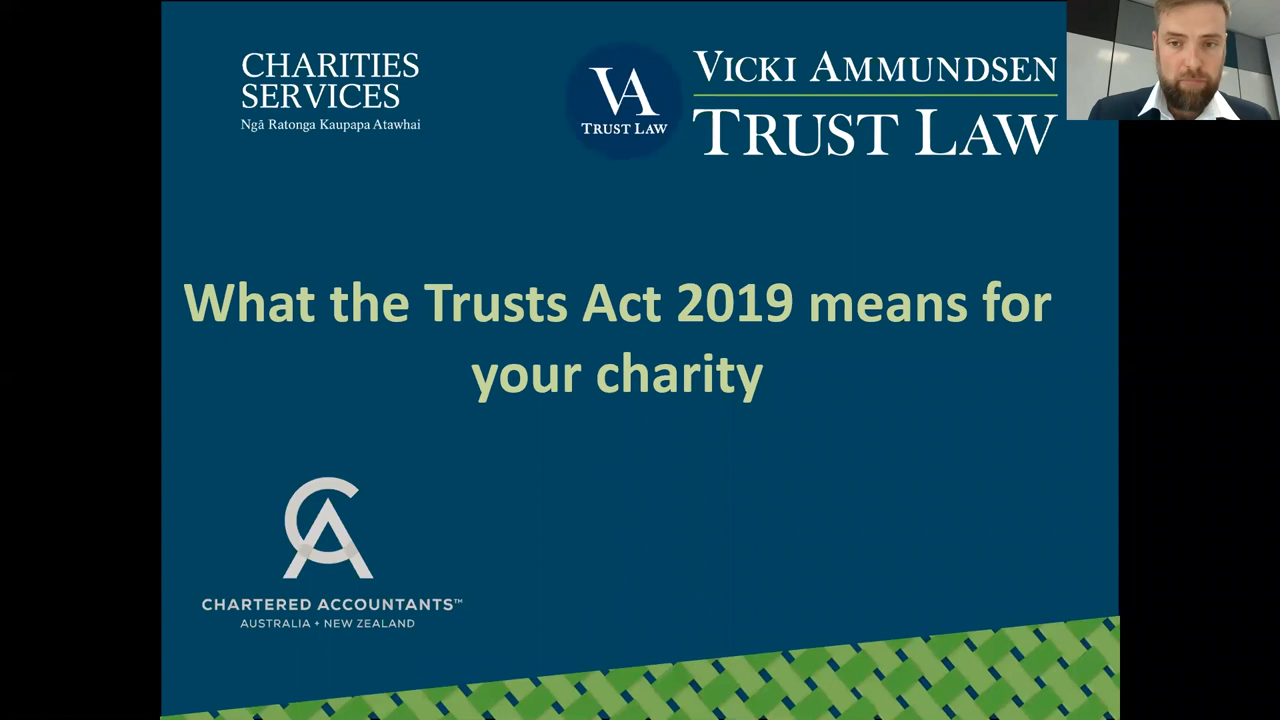 CHARITIES
SERVICES
Ngā Ratonga Kaupapa Atawhai
VA
TRUST LAW
VICKI AMMUNDSEN
TRUST LAW
What the Trusts Act 2019 means for
your charity
CA
CHARTERED ACCOUNTANTS™
AUSTRALIA + NEW ZEALAND